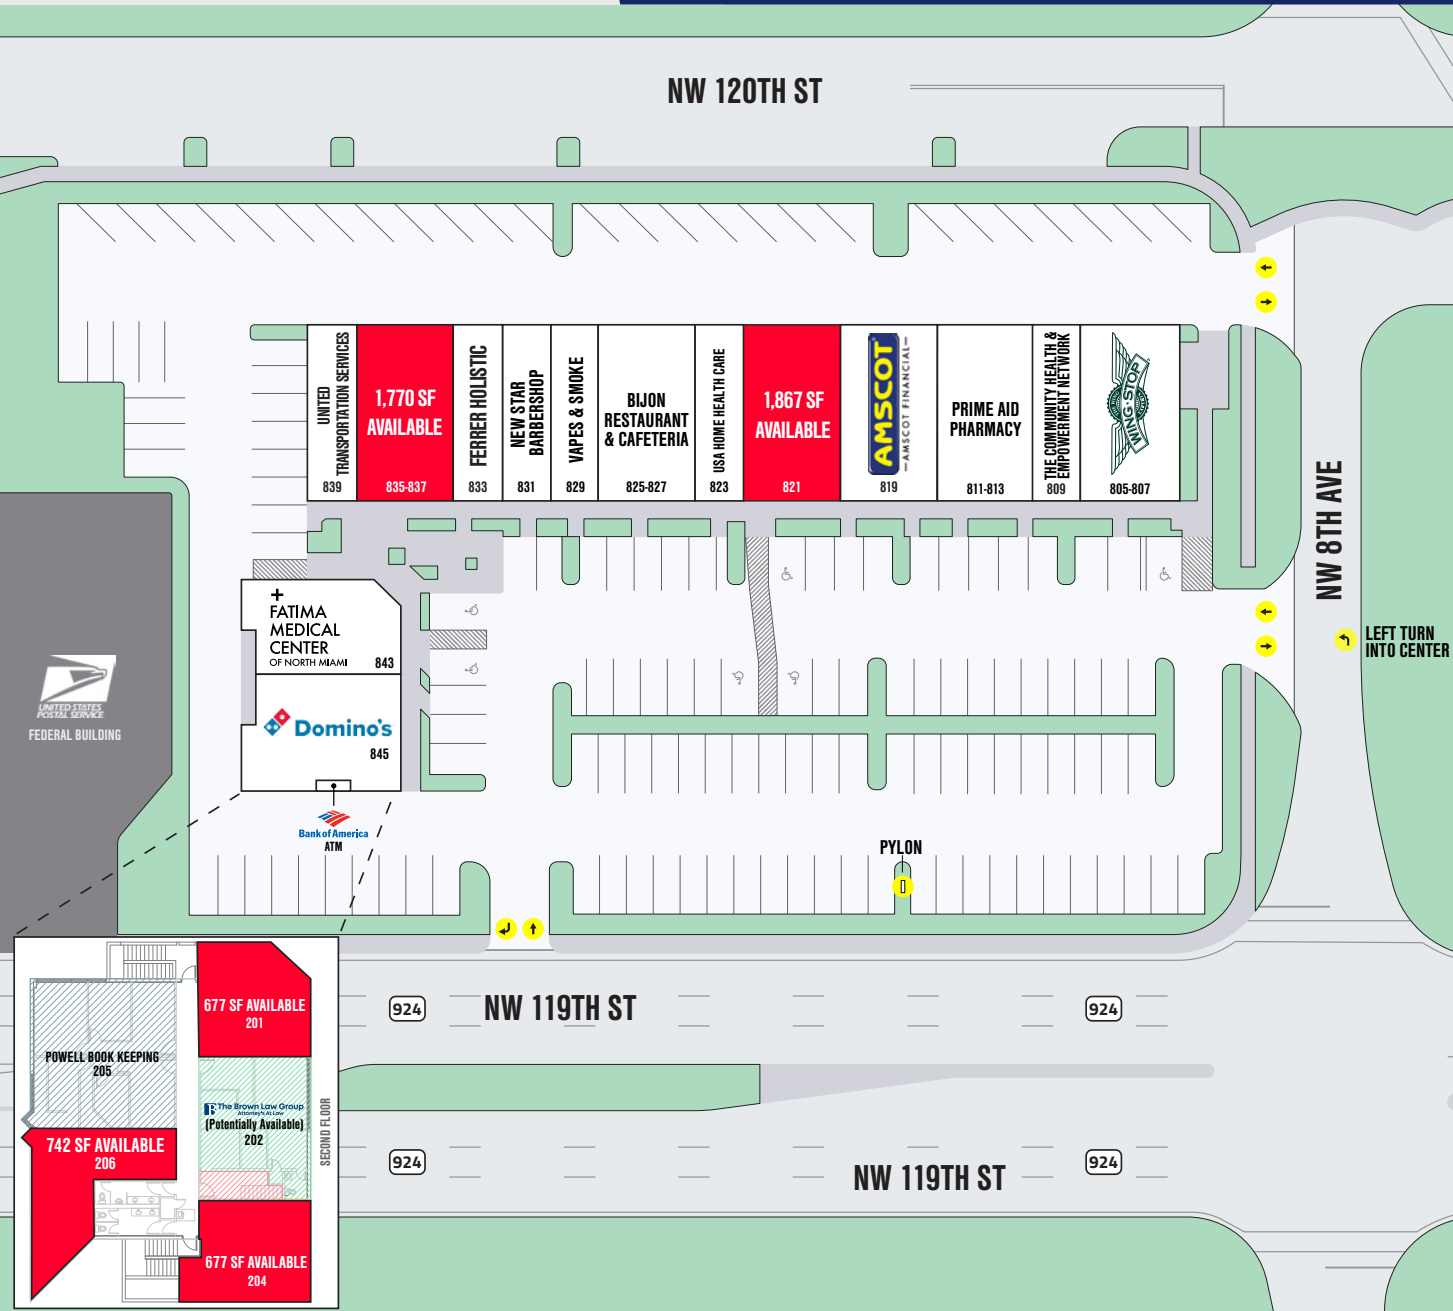 NW 120TH ST
UNITED
TRANSPORTATION SERVICES
839
1,770 SF
AVAILABLE
835-837
FERRER HOLISTIC
833
NEW STAR
BARBERSHOP
831
VAPES & SMOKE
829
BIJON
RESTAURANT
& CAFETERIA
825-827
USA HOME HEALTH CARE
823
1,867 SF
AVAILABLE
821
AMSCOT
AMSCOT FINANCIAL
819
PRIME AID
PHARMACY
811-813
THE COMMUNITY HEALTH &
EMPOWERMENT NETWORK
809
WING·STOP
805-807
NW 8TH AVE
LEFT TURN
INTO CENTER
FATIMA
MEDICAL
CENTER
OF NORTH MIAMI
843
Domino's
845
UNITED STATES
POSTAL SERVICE
FEDERAL BUILDING
Bank of America
ATM
PYLON
677 SF AVAILABLE
201
POWELL BOOK KEEPING
205
The Brown Law Group
Attorney's At Law
(Potentially Available)
202
SECOND FLOOR
742 SF AVAILABLE
206
677 SF AVAILABLE
204
924
NW 119TH ST
924
924
NW 119TH ST
924